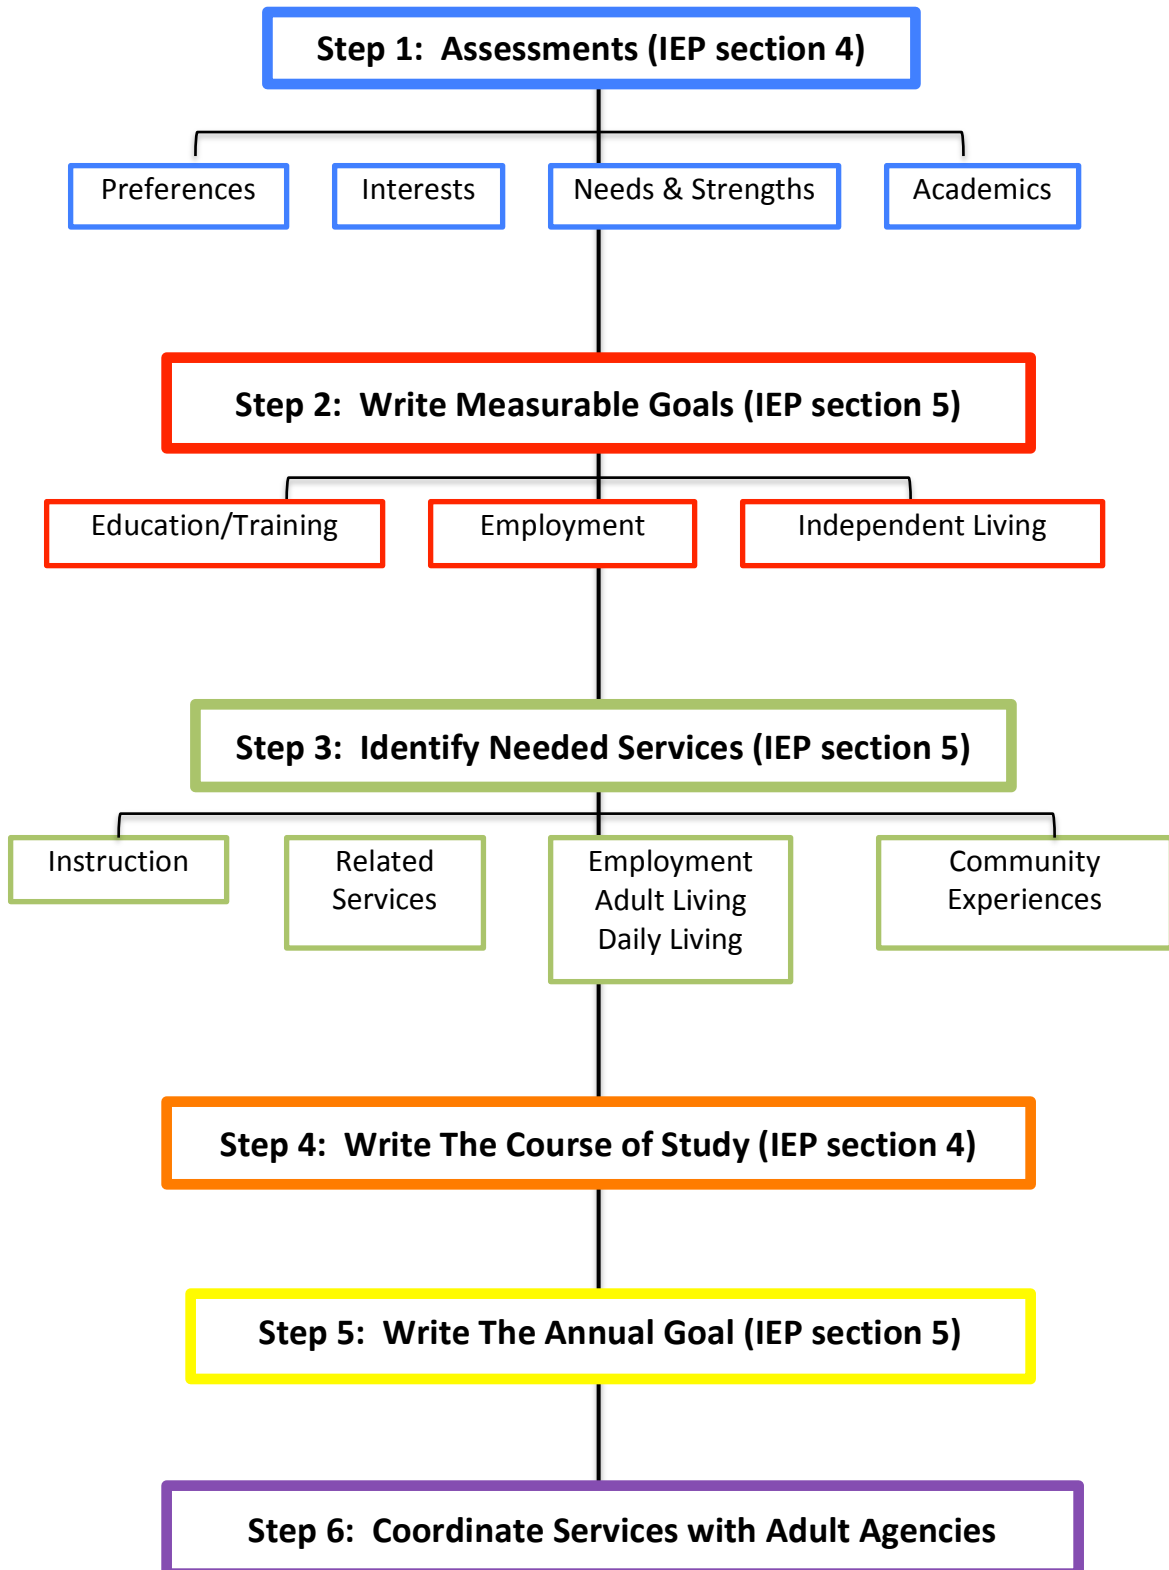 Step 1:  Assessments (IEP section 4)
Preferences
Interests
Needs & Strengths
Academics
Step 2:  Write Measurable Goals (IEP section 5)
Education/Training
Employment
Independent Living
Step 3:  Identify Needed Services (IEP section 5)
Instruction
Related
Services
Employment
Adult Living
Daily Living
Community
Experiences
Step 4:  Write The Course of Study (IEP section 4)
Step 5:  Write The Annual Goal (IEP section 5)
Step 6:  Coordinate Services with Adult Agencies